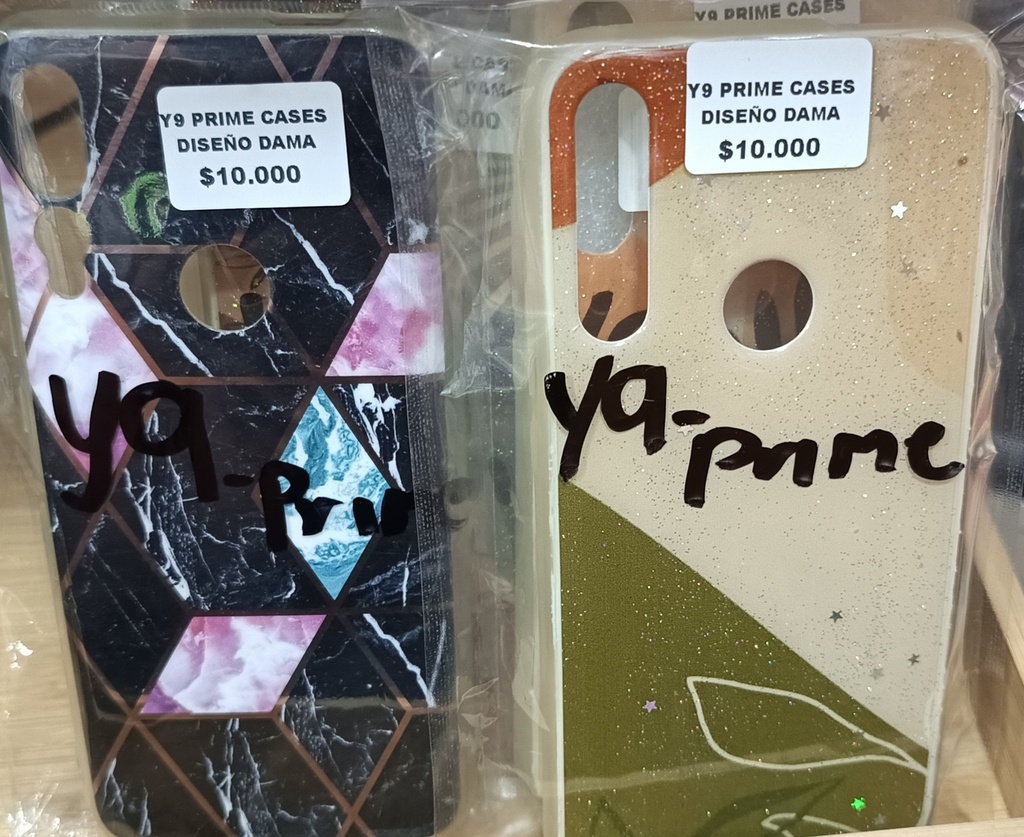 Y9 PRIME CASES
Y9 PRIME CASES
DISEÑO DAMA
$10.000
Y9 PRIME CASES
DISEÑO DAMA
$10.000
y9-Prim
y9-prime